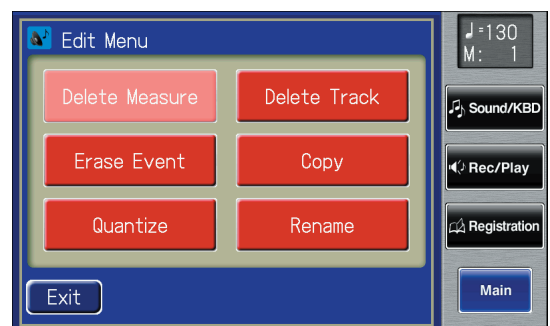 Edit Menu
Delete Measure
Delete Track
Erase Event
Copy
Quantize
Rename
Exit
♩=130
M: 1
Sound/KBD
Rec/Play
Registration
Main